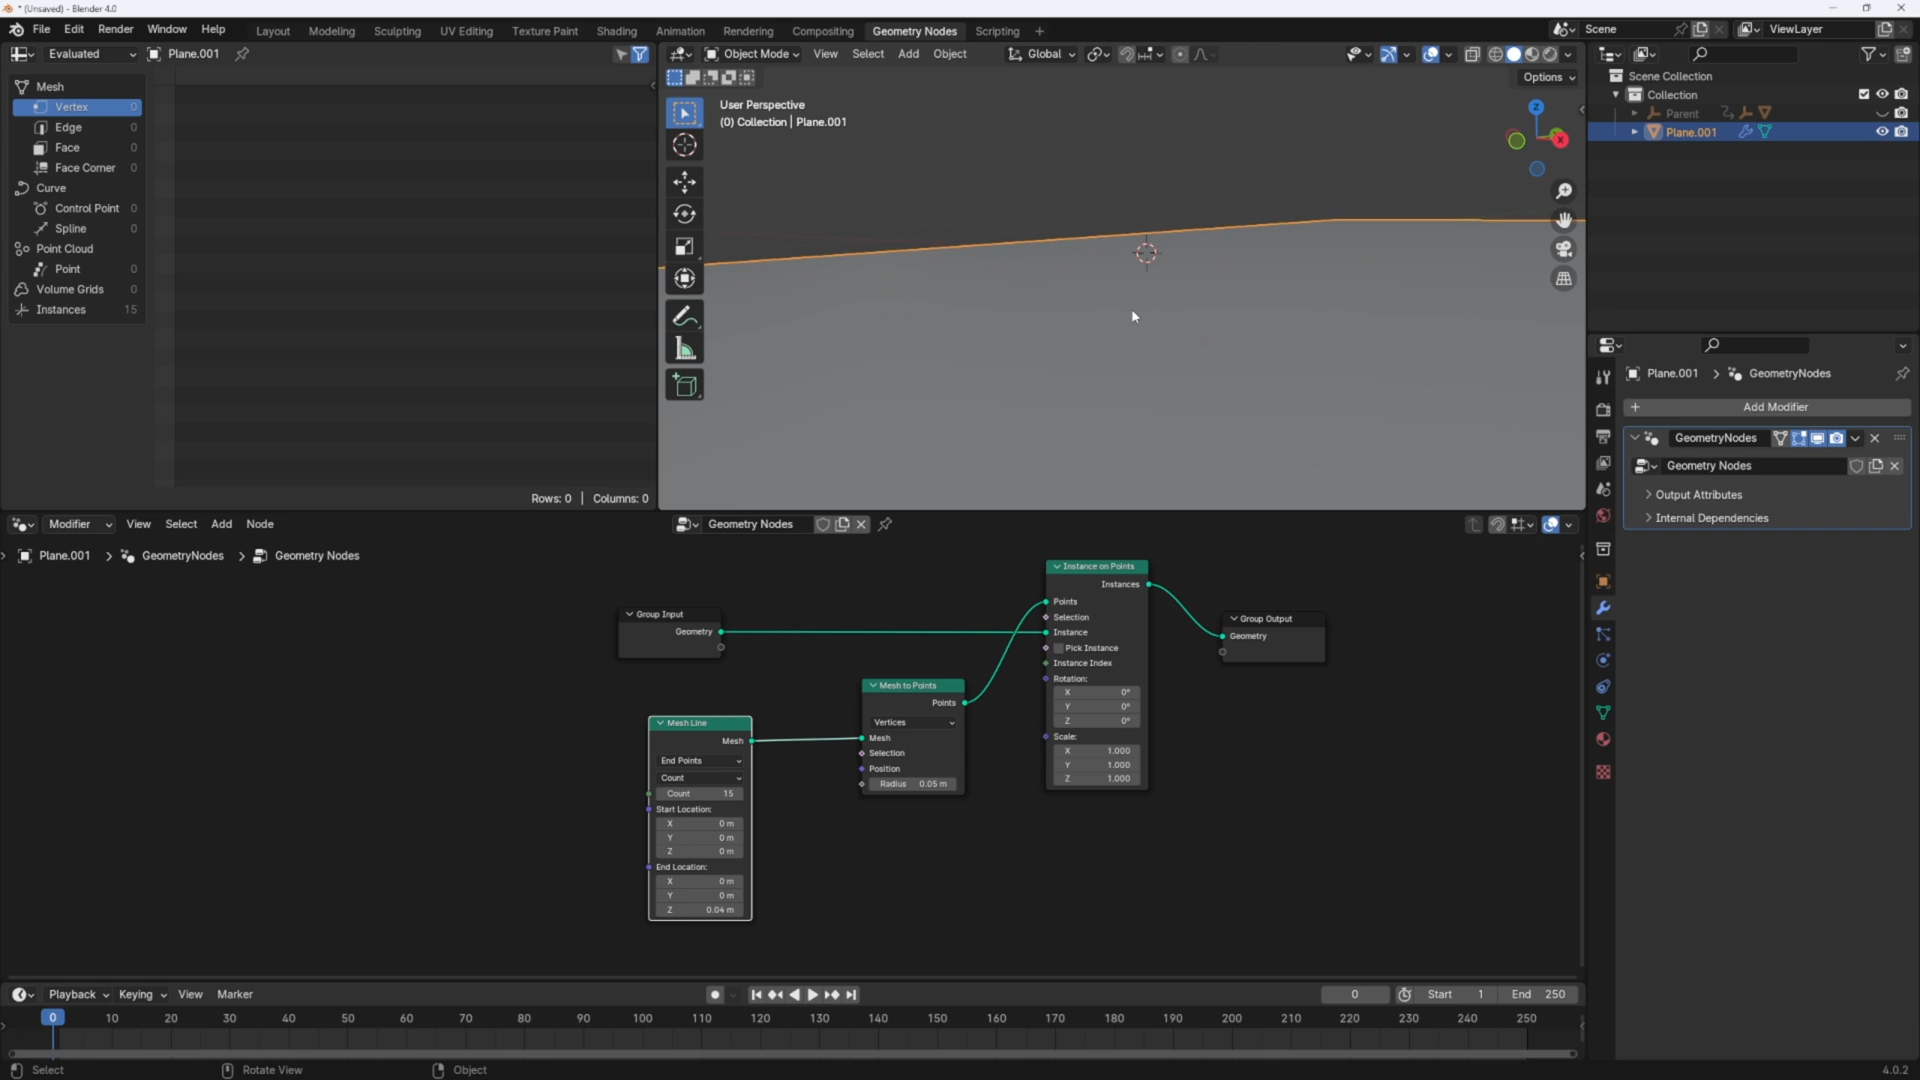 * (Unsaved) - Blender 4.0
File Edit Render Window Help
Layout Modeling Sculpting UV Editing Texture Paint Shading Animation Rendering Compositing Geometry Nodes Scripting
Scene
ViewLayer
Evaluated
Plane.001
Object Mode View Select Add Object
Global
Options
Mesh
Vertex 0
Edge 0
Face 0
Face Corner 0
Curve
Control Point 0
Spline 0
Point Cloud
Point 0
Volume Grids 0
Instances 15
Rows: 0 | Columns: 0
User Perspective
(0) Collection | Plane.001
Z
X
Scene Collection
Collection
Parent
Plane.001
Plane.001 > GeometryNodes
Add Modifier
GeometryNodes
Geometry Nodes
Output Attributes
Internal Dependencies
Modifier View Select Add Node
Geometry Nodes
Plane.001 > GeometryNodes > Geometry Nodes
Group Input
Geometry
Mesh Line
Mesh
End Points
Count
Count 15
Start Location:
X 0 m
Y 0 m
Z 0 m
End Location:
X 0 m
Y 0 m
Z 0.04 m
Mesh to Points
Points
Vertices
Mesh
Selection
Position
Radius 0.05 m
Instance on Points
Instances
Points
Selection
Instance
Pick Instance
Instance Index
Rotation:
X 0°
Y 0°
Z 0°
Scale:
X 1.000
Y 1.000
Z 1.000
Group Output
Geometry
Playback Keying View Marker
0
Start 1
End 250
0 10 20 30 40 50 60 70 80 90 100 110 120 130 140 150 160 170 180 190 200 210 220 230 240 250
Select
Rotate View
Object
4.0.2